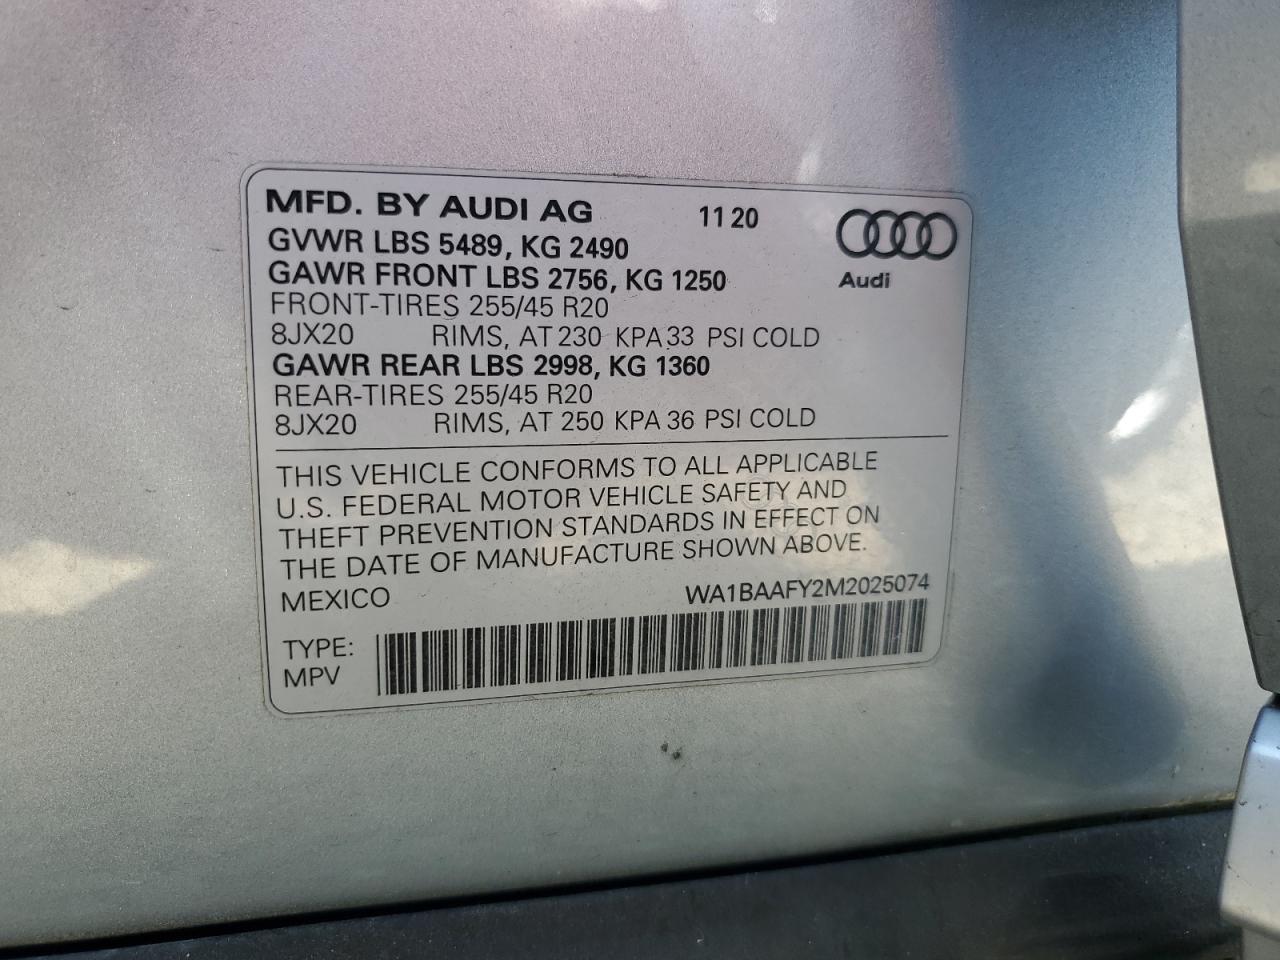 MFD. BY AUDI AG 11 20
GVWR LBS 5489, KG 2490
GAWR FRONT LBS 2756, KG 1250
Audi
FRONT-TIRES 255/45 R20
8JX20 RIMS, AT 230 KPA 33 PSI COLD
GAWR REAR LBS 2998, KG 1360
REAR-TIRES 255/45 R20
8JX20 RIMS, AT 250 KPA 36 PSI COLD
THIS VEHICLE CONFORMS TO ALL APPLICABLE
U.S. FEDERAL MOTOR VEHICLE SAFETY AND
THEFT PREVENTION STANDARDS IN EFFECT ON
THE DATE OF MANUFACTURE SHOWN ABOVE.
MEXICO WA1BAAFY2M2025074
TYPE:
MPV